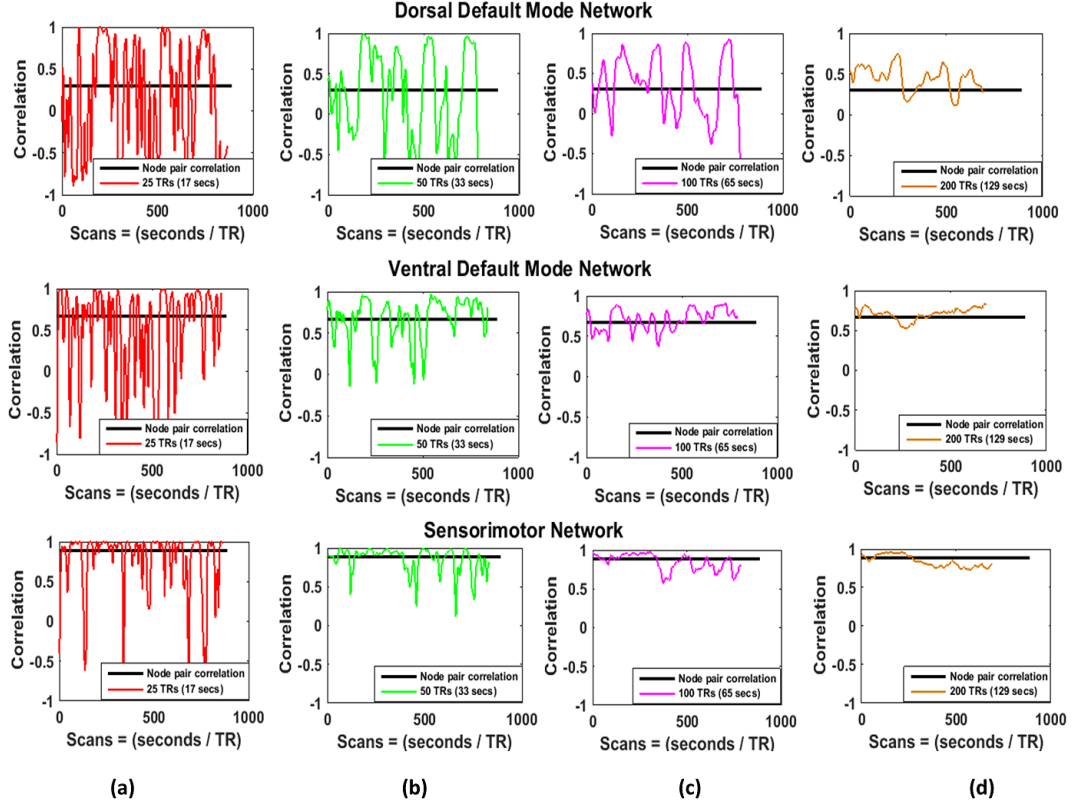 Dorsal Default Mode Network
1
0.5
0
-0.5
-1
Correlation
Node pair correlation
25 TRs (17 secs)
0
500
1000
Scans = (seconds / TR)
1
0.5
0
-0.5
-1
Correlation
Node pair correlation
50 TRs (33 secs)
0
500
1000
Scans = (seconds / TR)
1
0.5
0
-0.5
-1
Correlation
Node pair correlation
100 TRs (65 secs)
0
500
1000
Scans = (seconds / TR)
1
0.5
0
-0.5
-1
Correlation
Node pair correlation
200 TRs (129 secs)
0
500
1000
Scans = (seconds / TR)
Ventral Default Mode Network
1
0.5
0
-0.5
-1
Correlation
Node pair correlation
25 TRs (17 secs)
0
500
1000
Scans = (seconds / TR)
1
0.5
0
-0.5
-1
Correlation
Node pair correlation
50 TRs (33 secs)
0
500
1000
Scans = (seconds / TR)
1
0.5
0
-0.5
-1
Correlation
Node pair correlation
100 TRs (65 secs)
0
500
1000
Scans = (seconds / TR)
1
0.5
0
-0.5
-1
Correlation
Node pair correlation
200 TRs (129 secs)
0
500
1000
Scans = (seconds / TR)
Sensorimotor Network
1
0.5
0
-0.5
-1
Correlation
Node pair correlation
25 TRs (17 secs)
0
500
1000
Scans = (seconds / TR)
1
0.5
0
-0.5
-1
Correlation
Node pair correlation
50 TRs (33 secs)
0
500
1000
Scans = (seconds / TR)
1
0.5
0
-0.5
-1
Correlation
Node pair correlation
100 TRs (65 secs)
0
500
1000
Scans = (seconds / TR)
1
0.5
0
-0.5
-1
Correlation
Node pair correlation
200 TRs (129 secs)
0
500
1000
Scans = (seconds / TR)
(a)
(b)
(c)
(d)